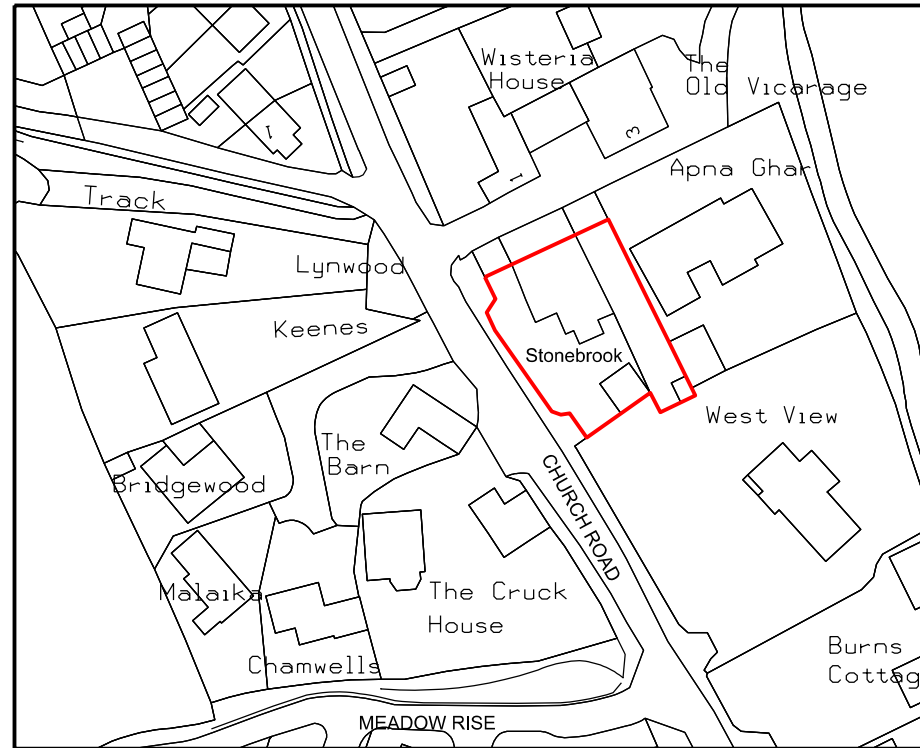 Wisteria
House
The
Old Vicarage
1
3
1
Apna Ghar
Track
Lynwood
Keenes
Stonebrook
West View
The
Barn
Bridgewood
CHURCH ROAD
Malaika
The Cruck
House
Chamwells
Burns
Cottag
MEADOW RISE